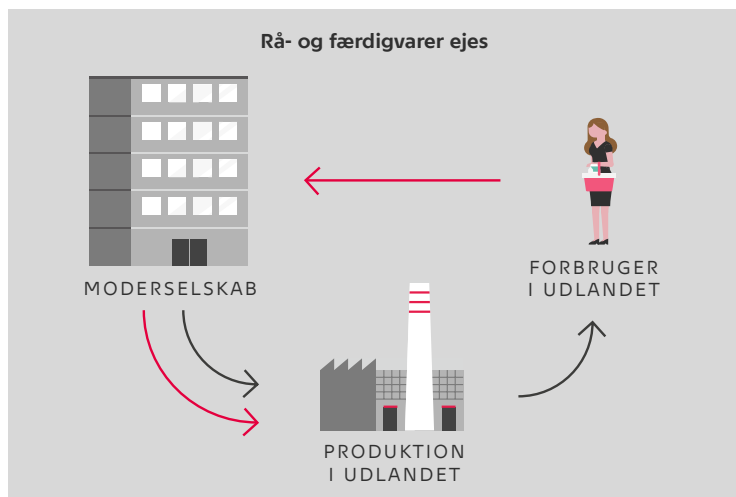 Rå- og færdigvarer ejes
MODERSELSKAB
FORBRUGER
I UDLANDET
PRODUKTION
I UDLANDET